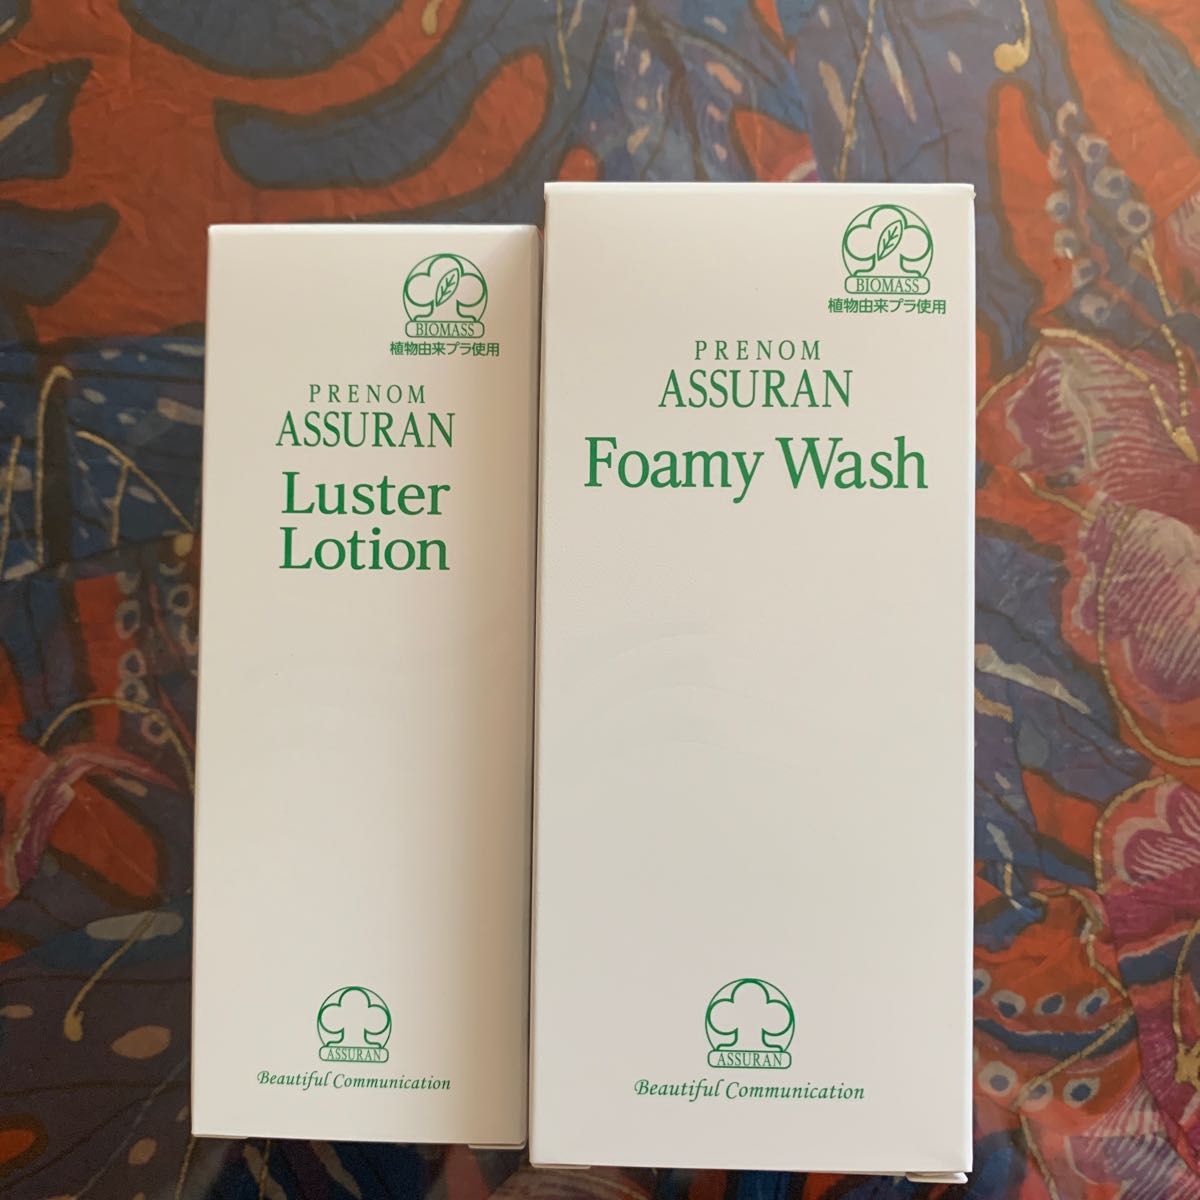 BIOMASS
植物由来プラ使用
PRENOM
ASSURAN
Luster
Lotion
ASSURAN
Beautiful Communication
BIOMASS
植物由来プラ使用
PRENOM
ASSURAN
Foamy Wash
ASSURAN
Beautiful Communication